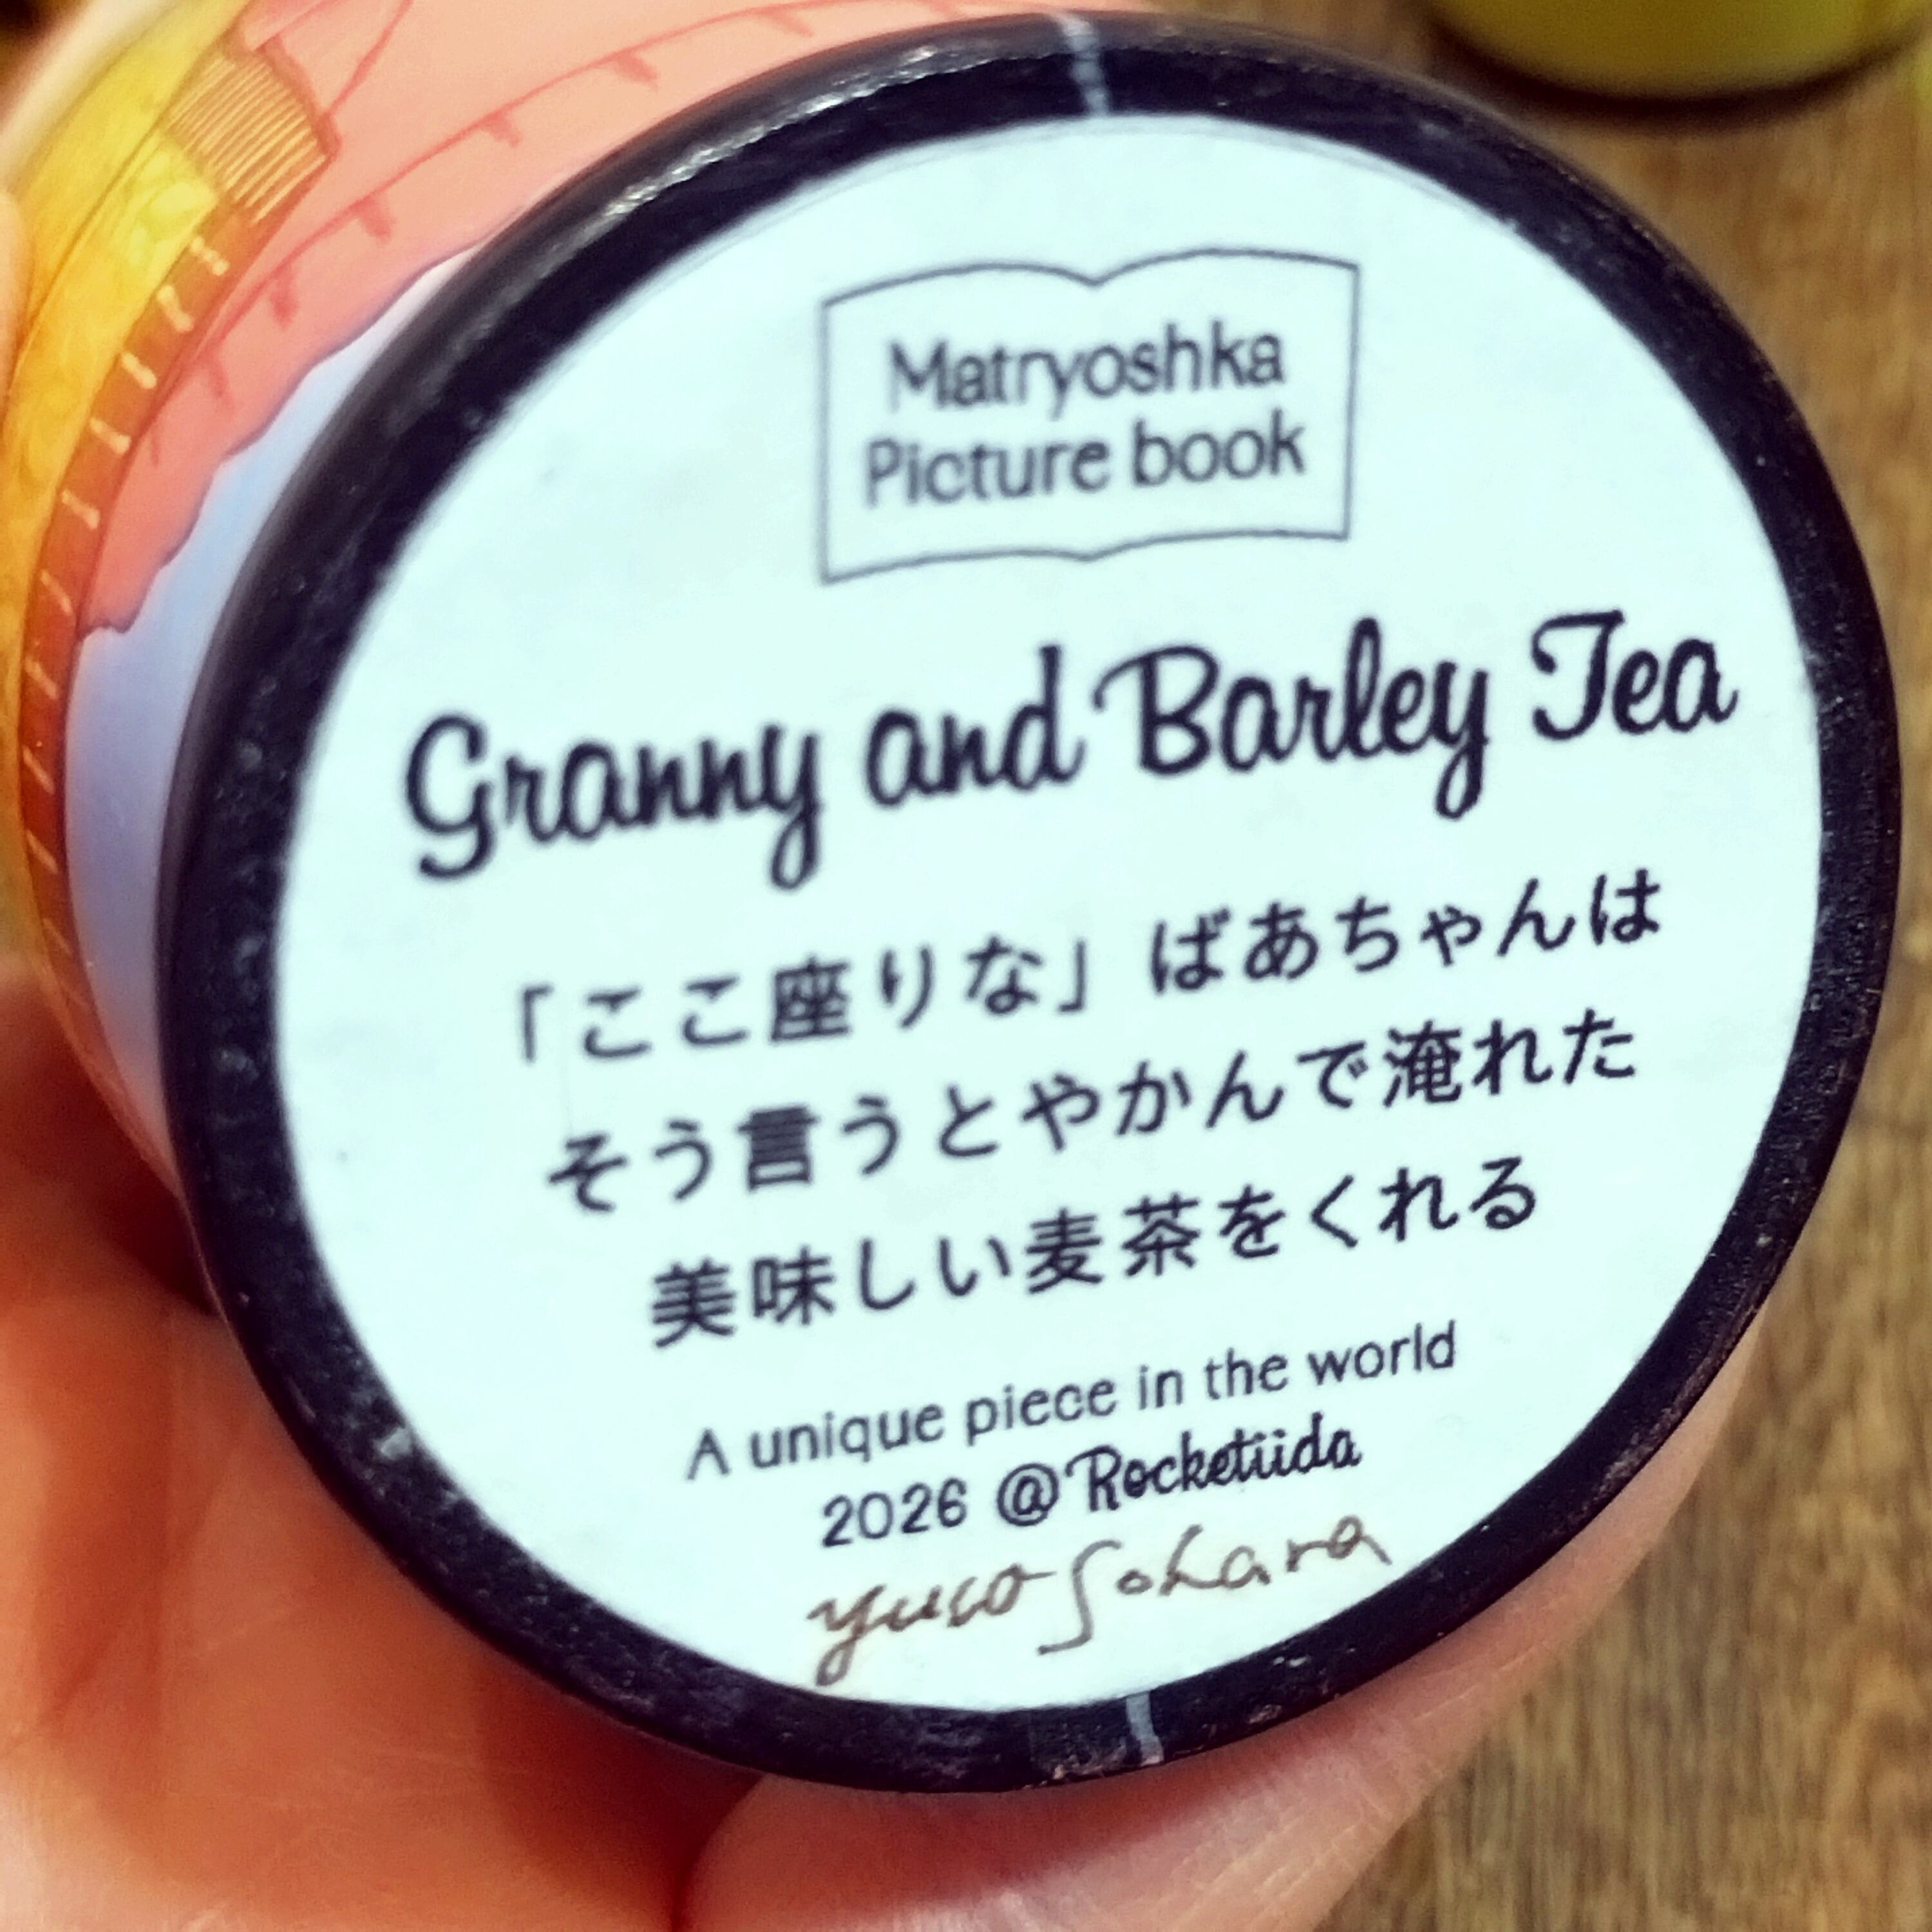 Matryoshka
Picture book
Granny and Barley Tea
「ここ座りな」ばあちゃんは
そう言うとやかんで淹れた
美味しい麦茶をくれる
A unique piece in the world
2026 @Rocketiida
yuco Sohara